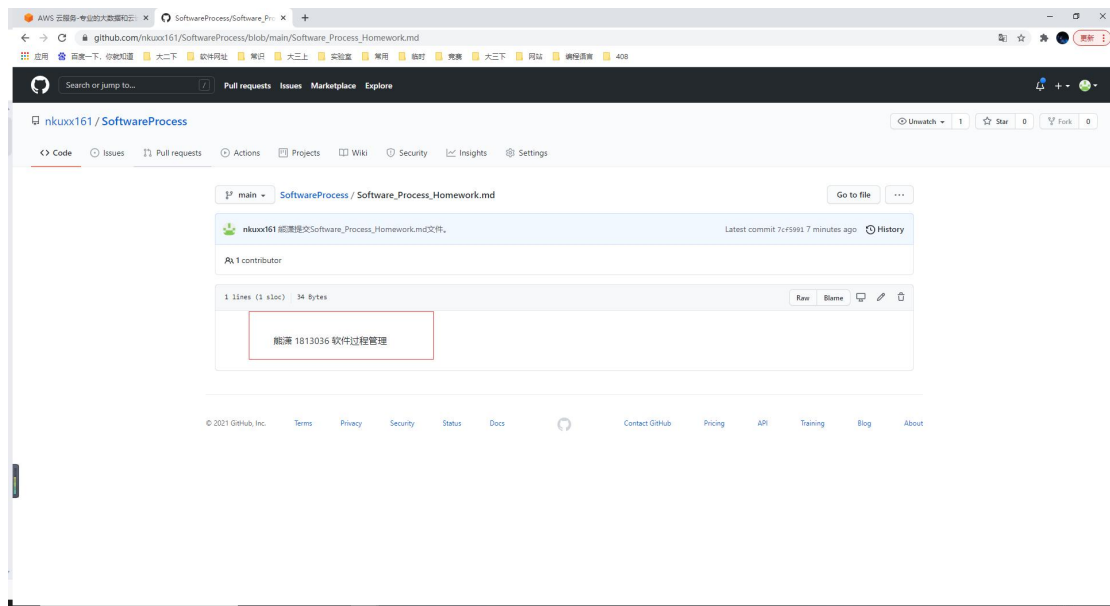 AWS 云服务-专业的大数据和云计
SoftwareProcess/Software_Pro
github.com/nkuxx161/SoftwareProcess/blob/main/Software_Process_Homework.md
更新
应用 百度一下,你就知道 大二下 软件网址 常识 大三上 实验室 常用 临时 竞赛 大三下 网站 编程语言 408
Search or jump to... / Pull requests Issues Marketplace Explore
nkuxx161 / SoftwareProcess
Unwatch 1 Star 0 Fork 0
Code Issues Pull requests Actions Projects Wiki Security Insights Settings
main SoftwareProcess / Software_Process_Homework.md Go to file ...
nkuxx161 熊潇提交Software_Process_Homework.md文件。 Latest commit 7cf5991 7 minutes ago History
1 contributor
1 lines (1 sloc) 34 Bytes Raw Blame
熊潇 1813036 软件过程管理
© 2021 GitHub, Inc. Terms Privacy Security Status Docs Contact GitHub Pricing API Training Blog About